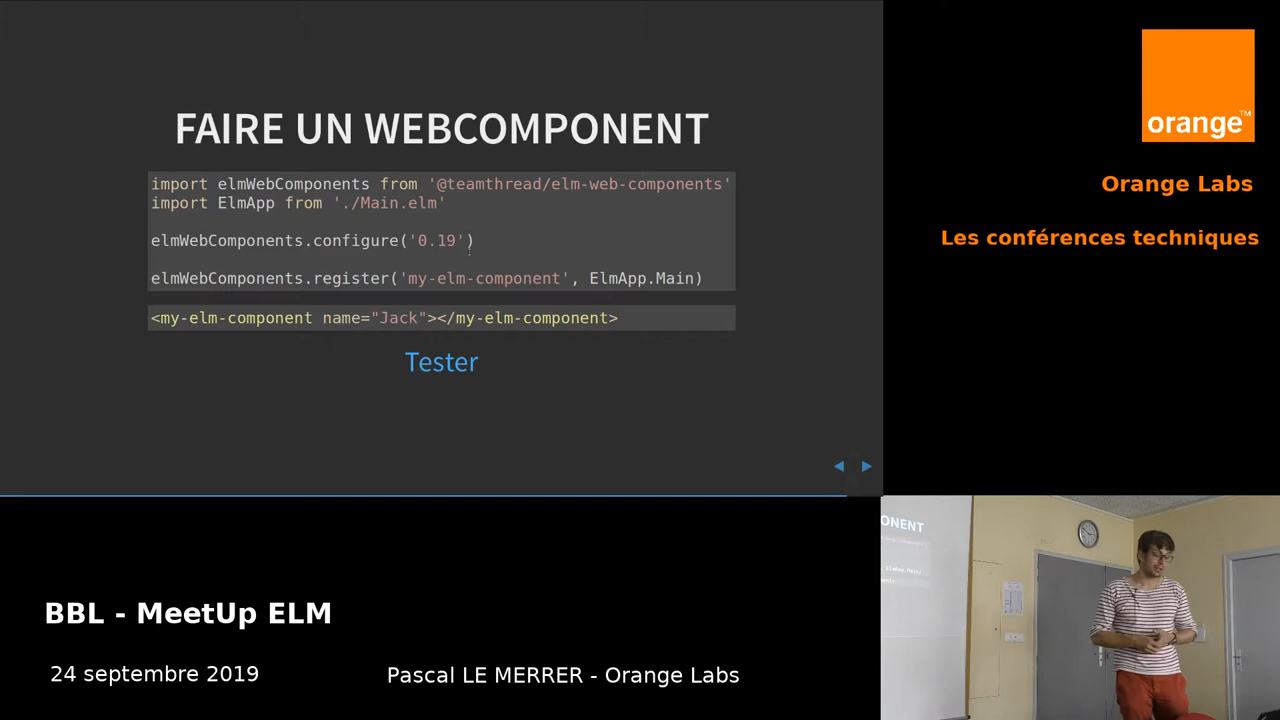 FAIRE UN WEBCOMPONENT
import elmWebComponents from '@teamthread/elm-web-components'
import ElmApp from './Main.elm'
elmWebComponents.configure('0.19')
elmWebComponents.register('my-elm-component', ElmApp.Main)
<my-elm-component name="Jack"></my-elm-component>
Tester
orange™
Orange Labs
Les conférences techniques
ONENT
BBL - MeetUp ELM
24 septembre 2019
Pascal LE MERRER - Orange Labs